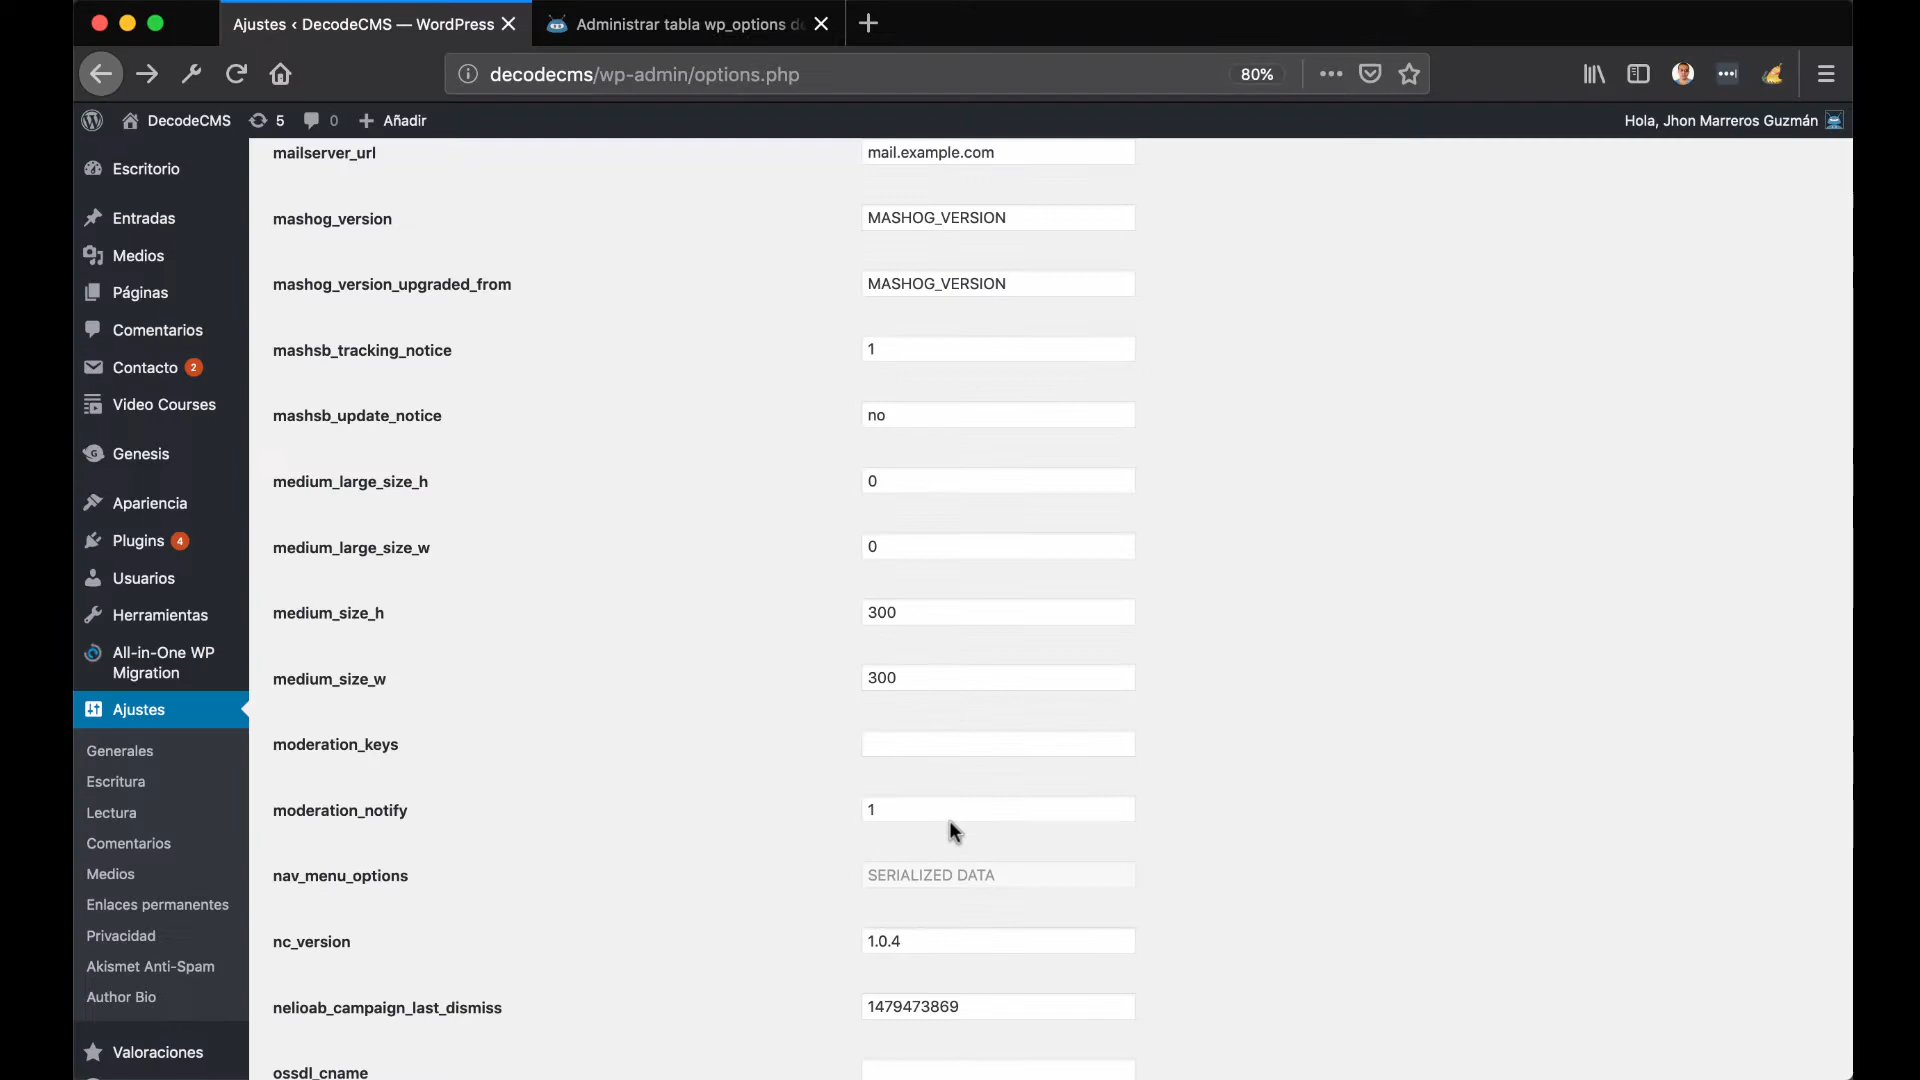 Ajustes ‹ DecodeCMS — WordPress
Administrar tabla wp_options d
decodecms/wp-admin/options.php
80%
DecodeCMS
5
0
Añadir
Hola, Jhon Marreros Guzmán
Escritorio
Entradas
Medios
Páginas
Comentarios
Contacto 2
Video Courses
Genesis
Apariencia
Plugins 4
Usuarios
Herramientas
All-in-One WP
Migration
Ajustes
Generales
Escritura
Lectura
Comentarios
Medios
Enlaces permanentes
Privacidad
Akismet Anti-Spam
Author Bio
Valoraciones
mailserver_url mail.example.com
mashog_version MASHOG_VERSION
mashog_version_upgraded_from MASHOG_VERSION
mashsb_tracking_notice 1
mashsb_update_notice no
medium_large_size_h 0
medium_large_size_w 0
medium_size_h 300
medium_size_w 300
moderation_keys
moderation_notify 1
nav_menu_options SERIALIZED DATA
nc_version 1.0.4
nelioab_campaign_last_dismiss 1479473869
ossdl_cname